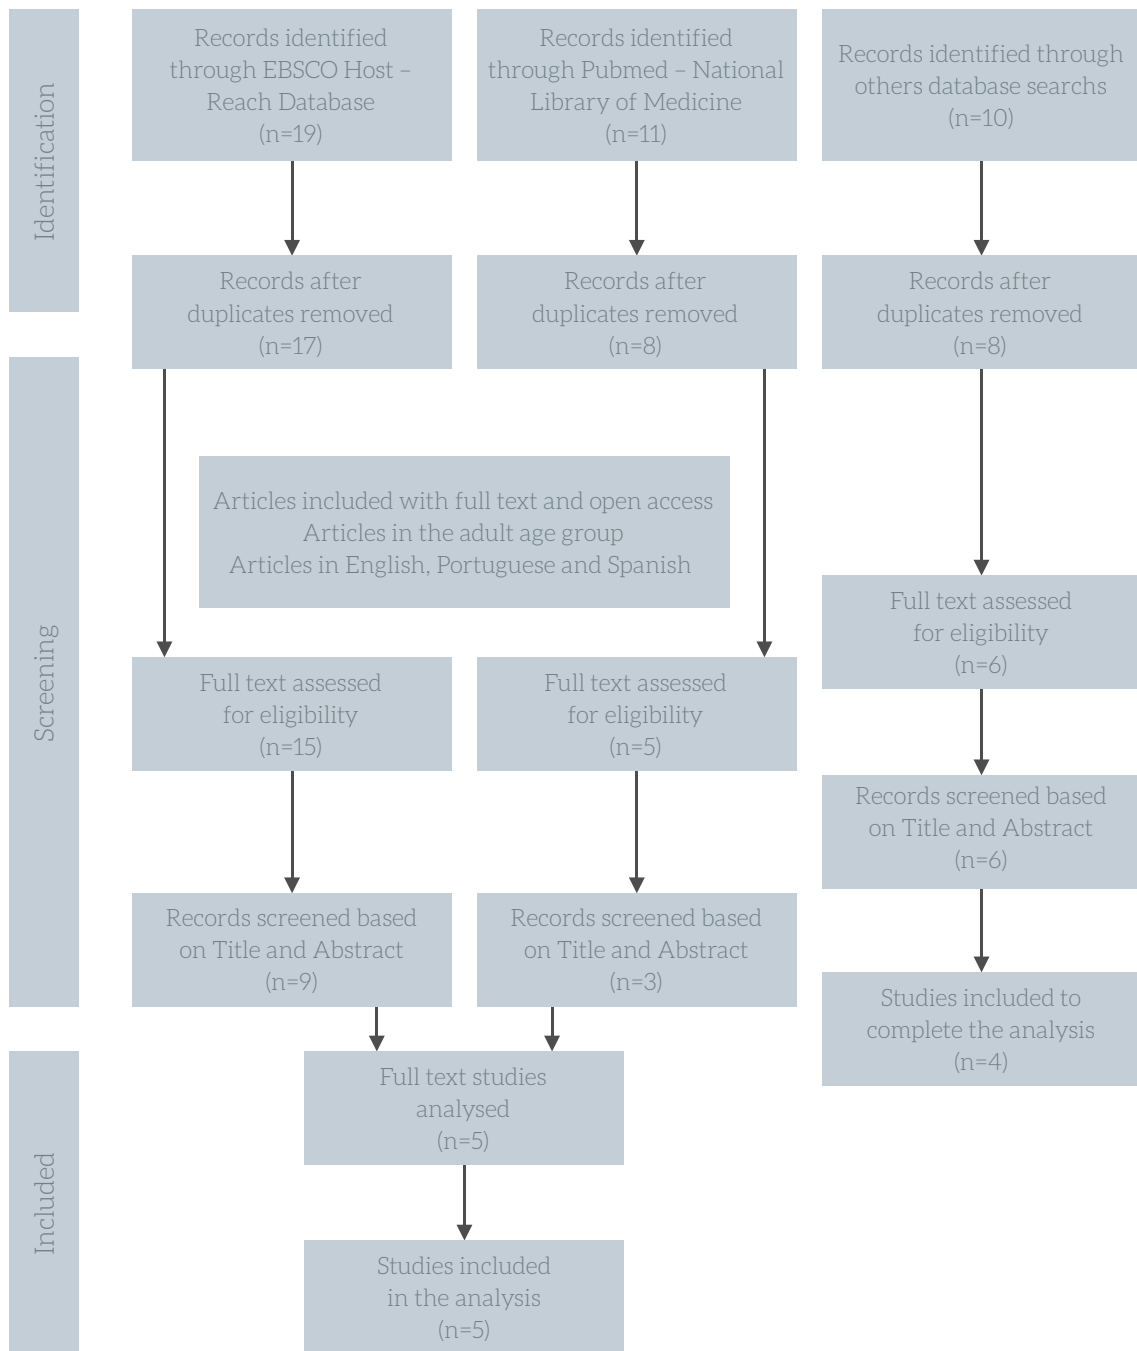 Identification
Records identified
through EBSCO Host –
Reach Database
(n=19)
Records identified
through Pubmed – National
Library of Medicine
(n=11)
Records identified through
others database searchs
(n=10)
Records after
duplicates removed
(n=17)
Records after
duplicates removed
(n=8)
Records after
duplicates removed
(n=8)
Screening
Articles included with full text and open access
Articles in the adult age group
Articles in English, Portuguese and Spanish
Full text assessed
for eligibility
(n=6)
Full text assessed
for eligibility
(n=15)
Full text assessed
for eligibility
(n=5)
Records screened based
on Title and Abstract
(n=6)
Records screened based
on Title and Abstract
(n=9)
Records screened based
on Title and Abstract
(n=3)
Studies included to
complete the analysis
(n=4)
Included
Full text studies
analysed
(n=5)
Studies included
in the analysis
(n=5)